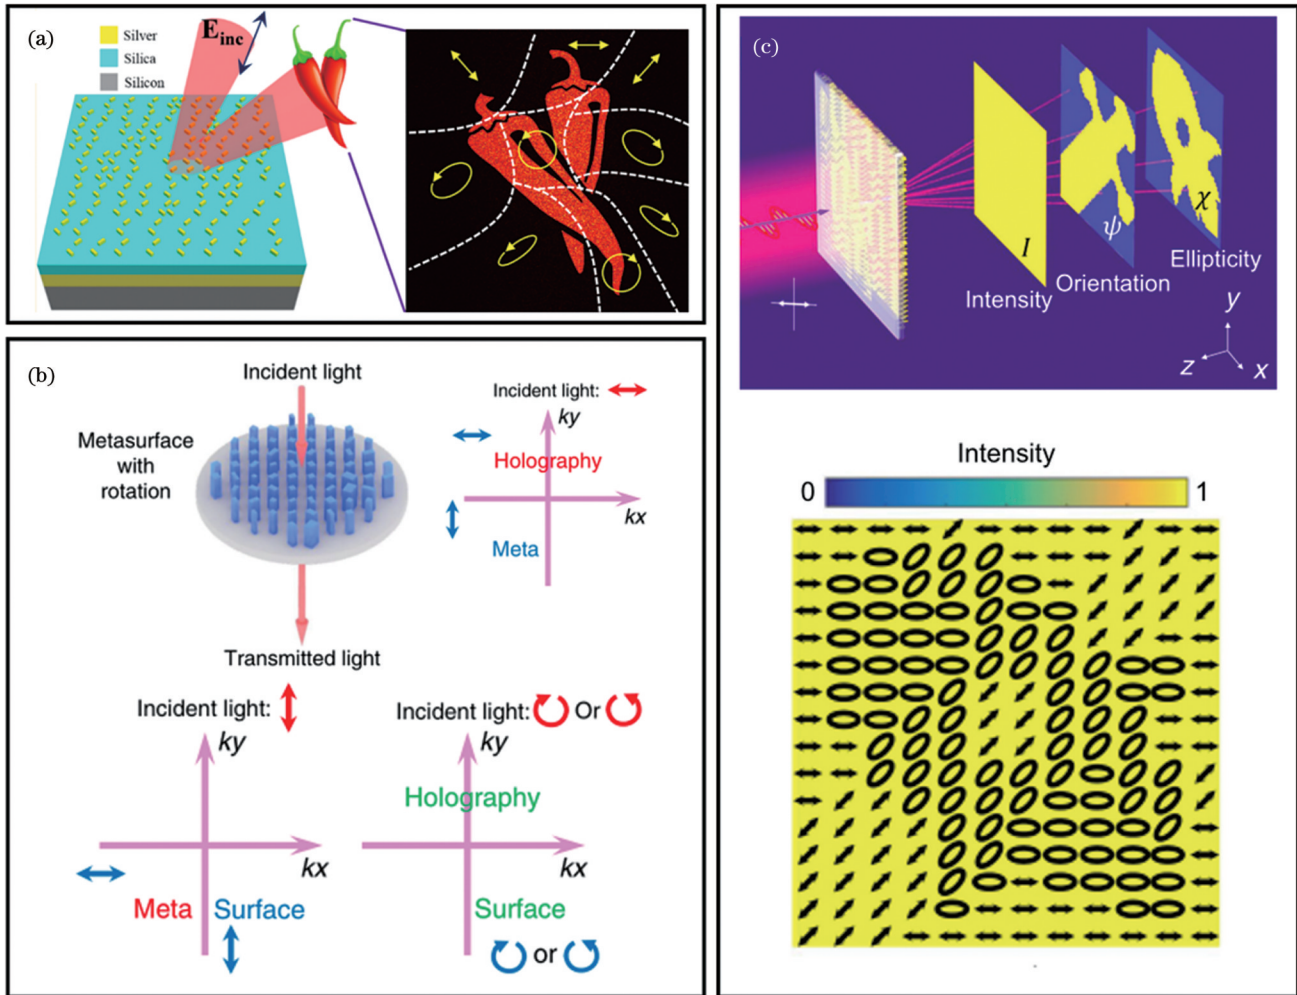 (a)
Silver
Silica
Silicon
E_inc
(b)
Incident light
Metasurface
with
rotation
Transmitted light
Incident light:
ky
Holography
kx
Meta
Incident light:
ky
kx
Meta Surface
Incident light: Or
ky
Holography
kx
Surface
or
(c)
I
ψ
χ
Intensity
Orientation
Ellipticity
y
z
x
Intensity
0
1